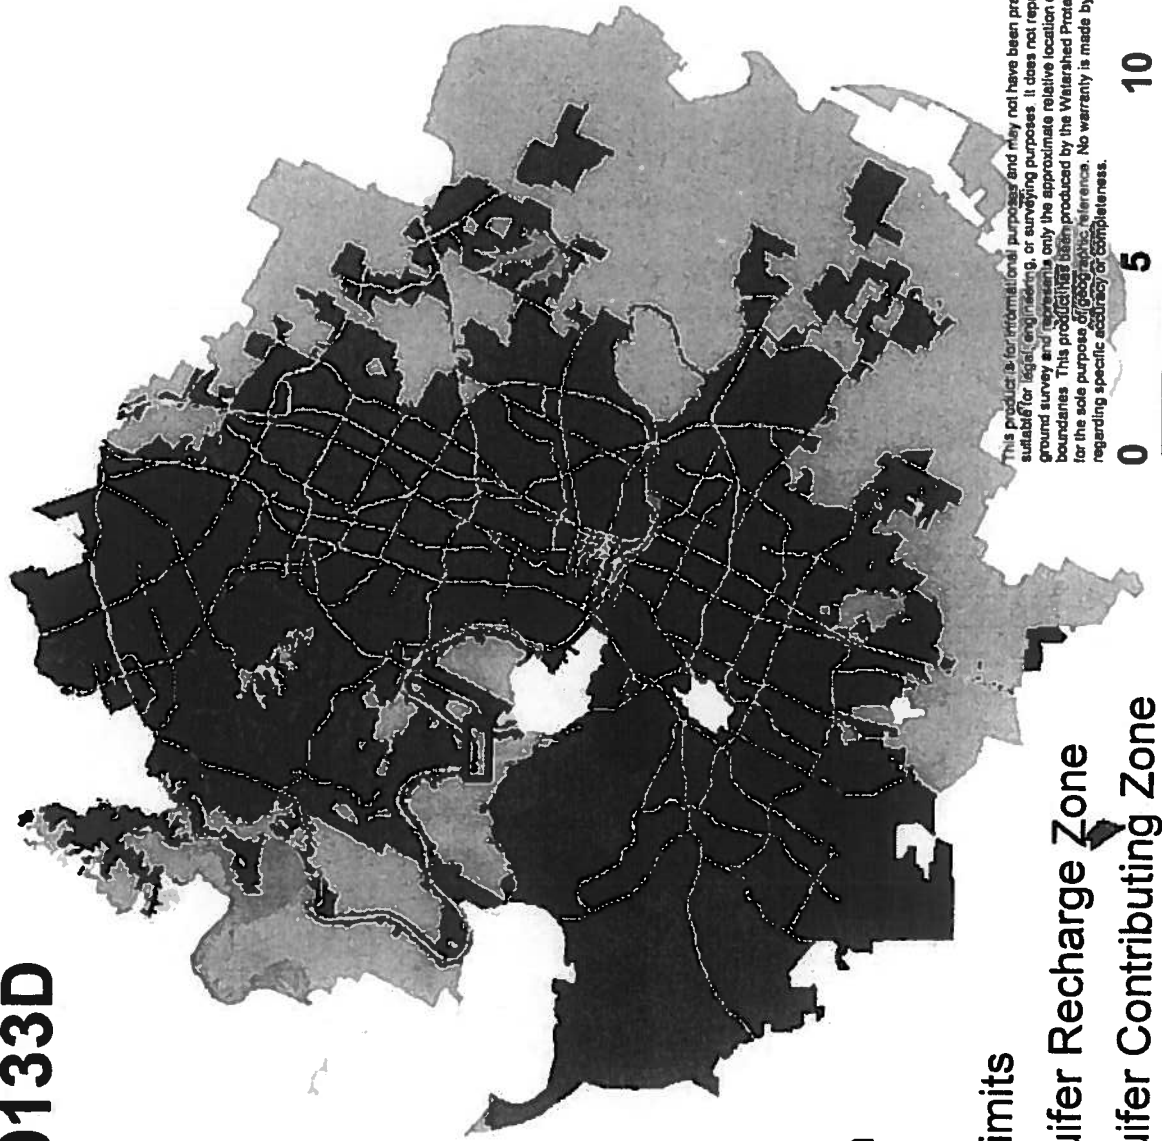 0133D
This product is for informational purposes and may not have been pre
suitable for legal, engineering, or surveying purposes. It does not repr
ground survey and represents only the approximate relative location
boundaries. This product has been produced by the Watershed Prote
for the sole purpose of geographic reference. No warranty is made by
regarding specific accuracy or completeness.
0 5 10
imits
uifer Recharge Zone
uifer Contributing Zone